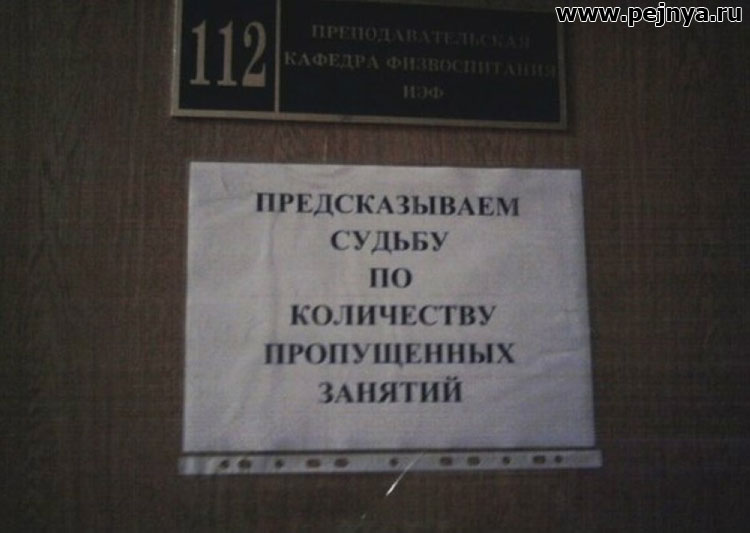 www.pejnya.ru
112
ПРЕПОДАВАТЕЛЬСКАЯ
КАФЕДРА ФИЗВОСПИТАНИЯ
ИЭФ
ПРЕДСКАЗЫВАЕМ
СУДЬБУ
ПО
КОЛИЧЕСТВУ
ПРОПУЩЕННЫХ
ЗАНЯТИЙ